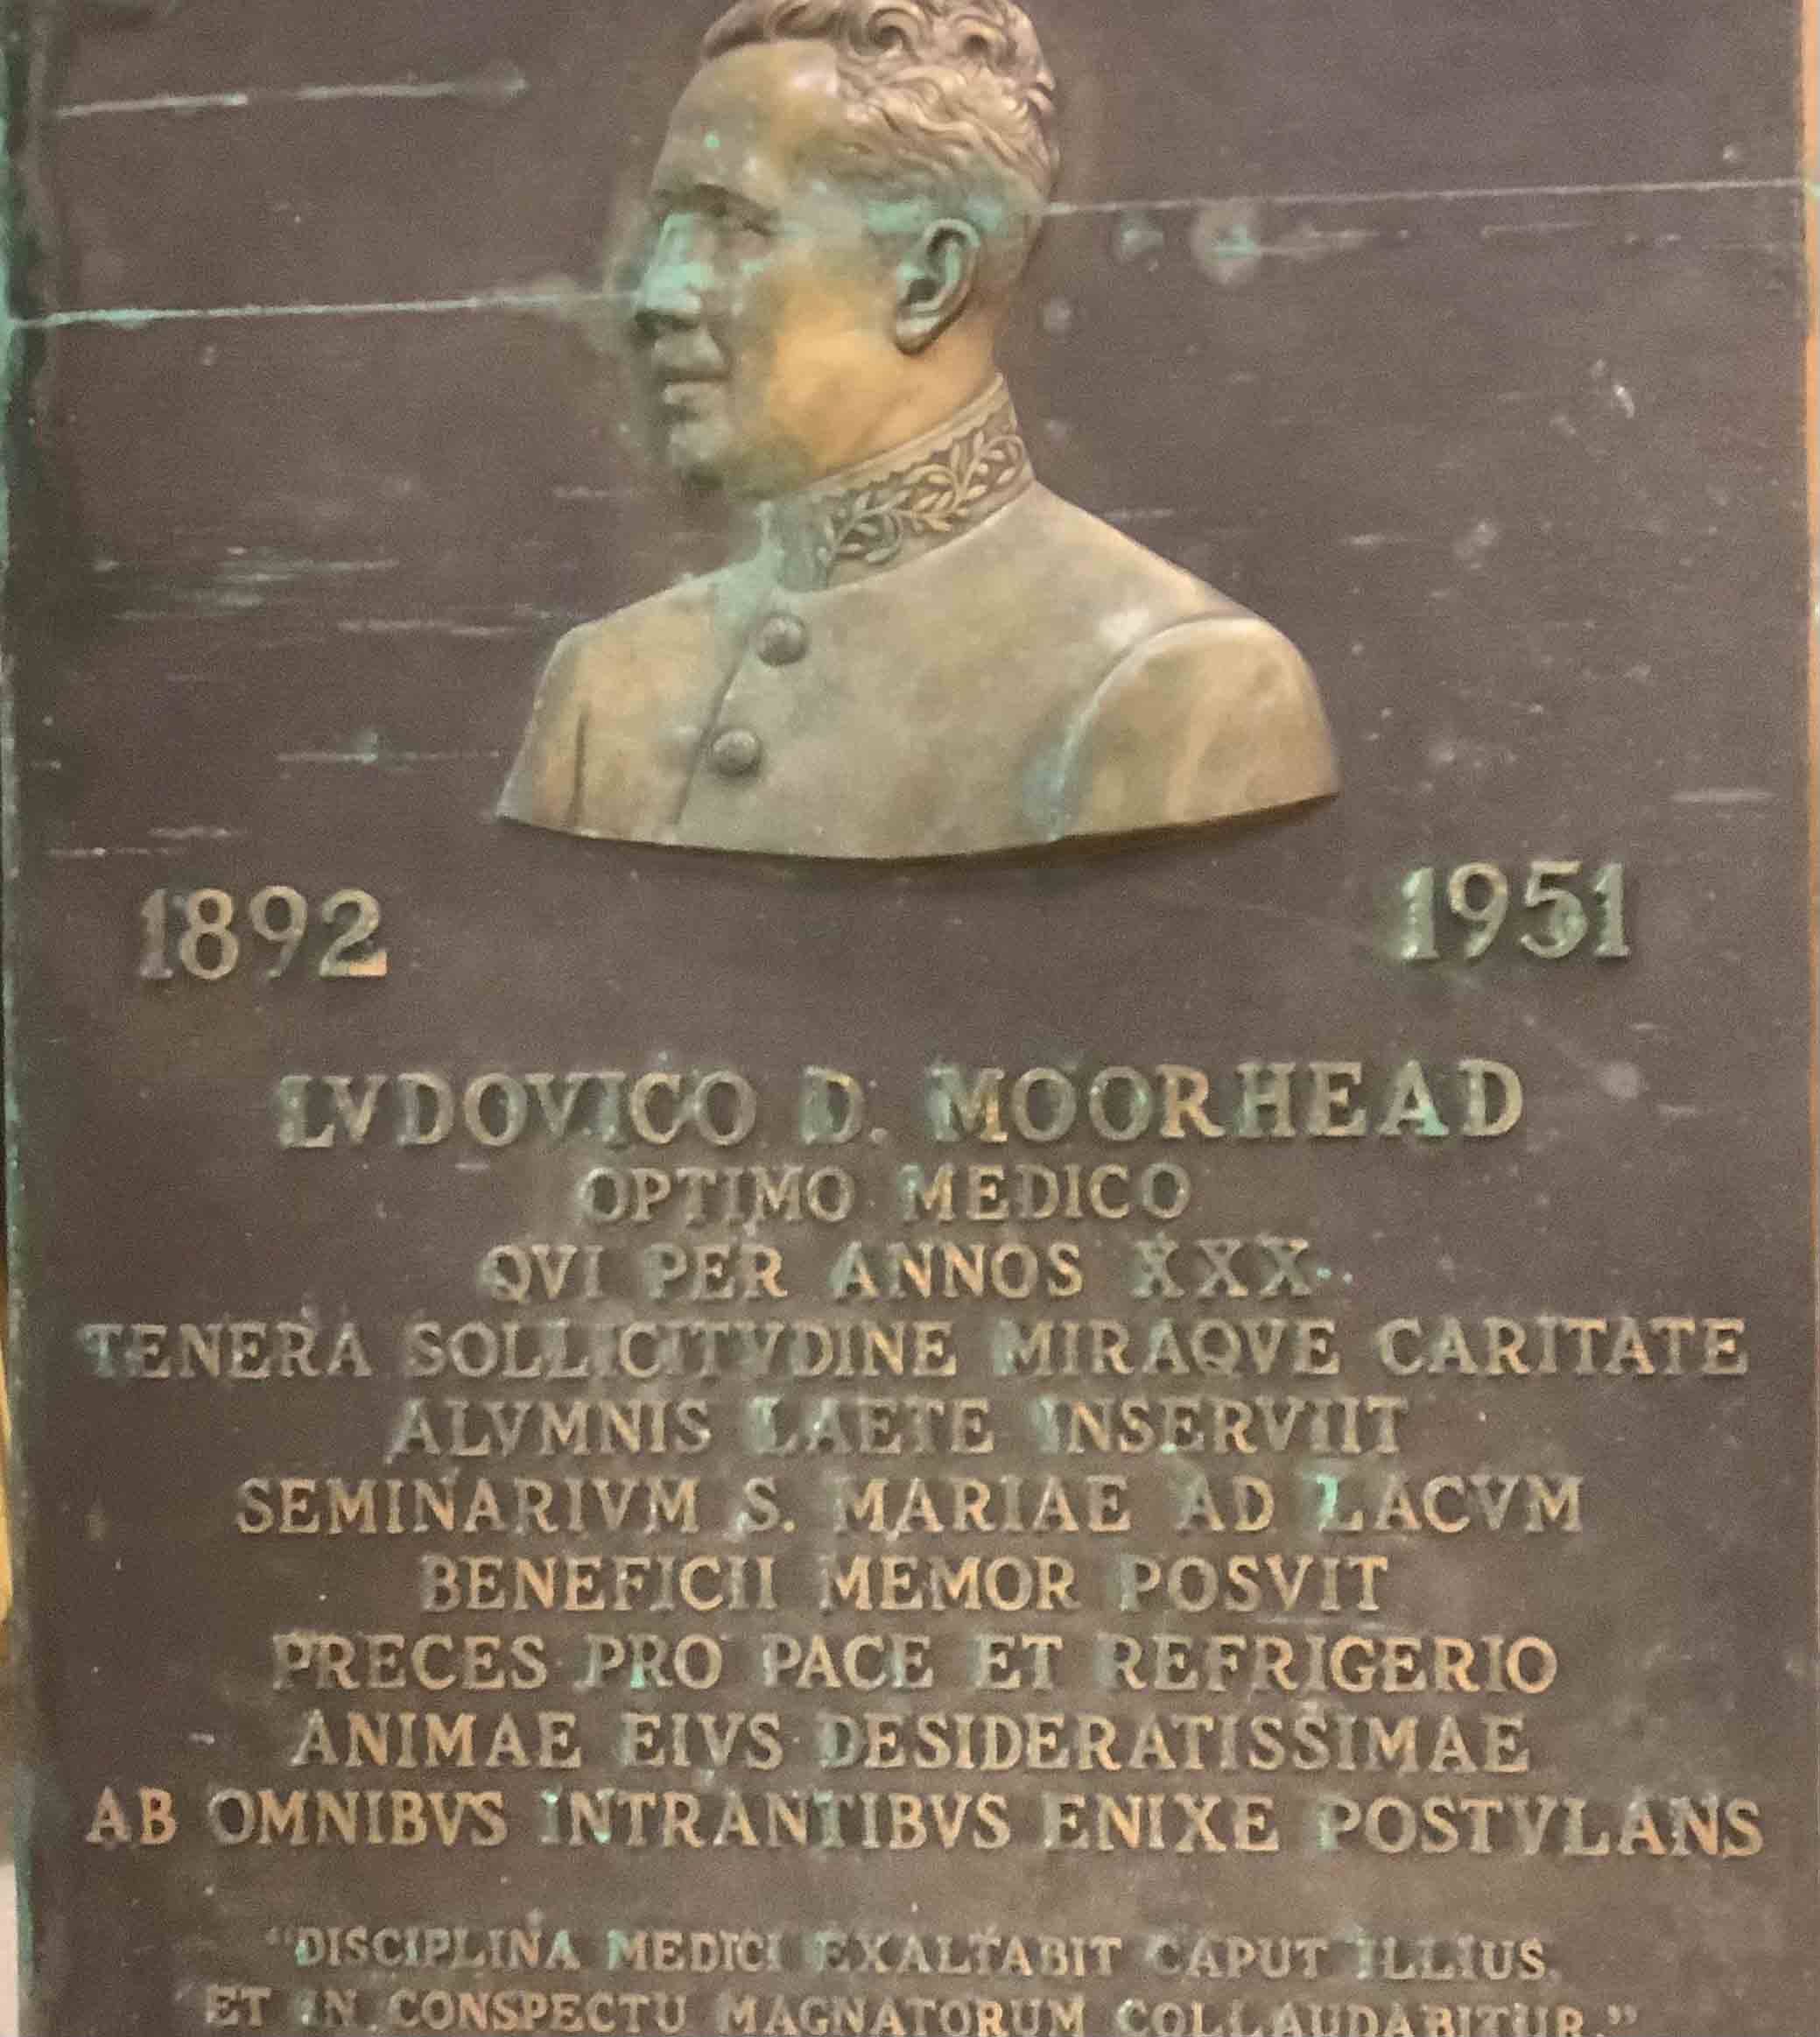 1892 1951
LVDOVICO D. MOORHEAD
OPTIMO MEDICO
QVI PER ANNOS XXX
TENERA SOLLICITVDINE MIRAQVE CARITATE
ALVMNIS LAETE INSERVIIT
SEMINARIVM S. MARIAE AD LACVM
BENEFICII MEMOR POSVIT
PRECES PRO PACE ET REFRIGERIO
ANIMAE EIVS DESIDERATISSIMAE
AB OMNIBVS INTRANTIBVS ENIXE POSTVLANS
"DISCIPLINA MEDICI EXALTABIT CAPUT ILLIUS,
ET IN CONSPECTU MAGNATORUM COLLAUDABITUR."